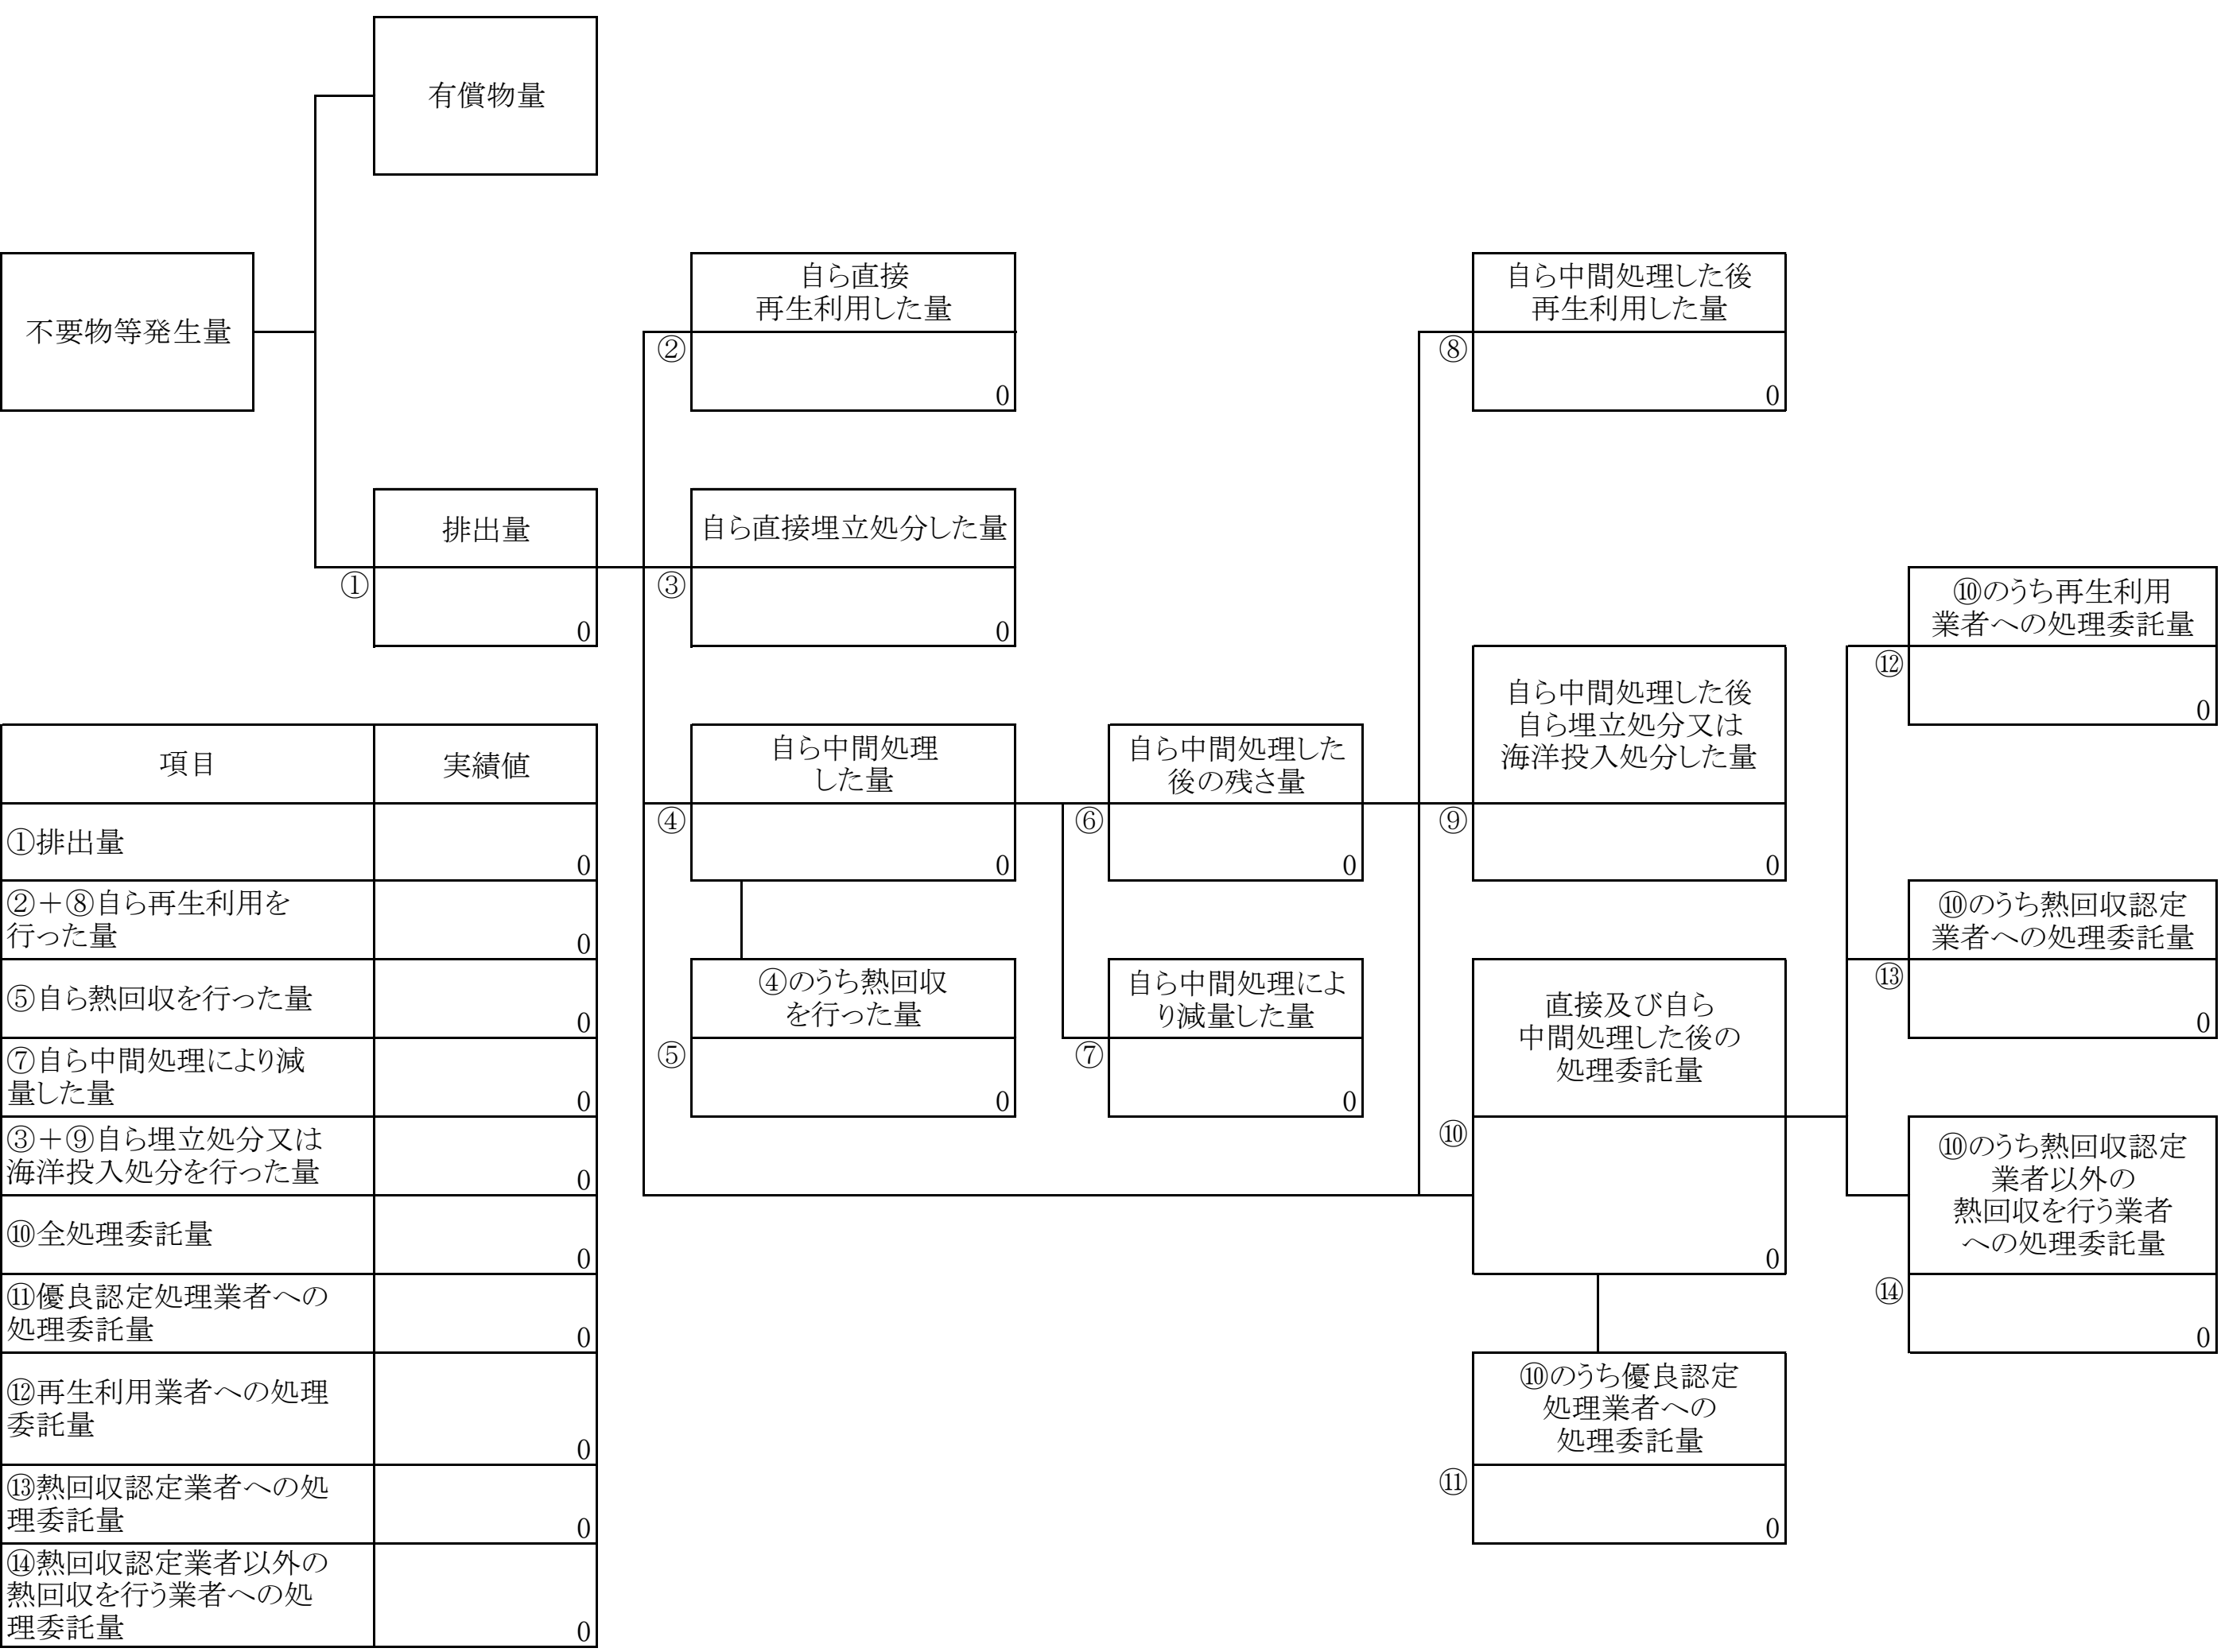 有償物量
不要物等発生量
自ら直接
再生利用した量
②
0
自ら中間処理した後
再生利用した量
⑧
0
排出量
①
0
自ら直接埋立処分した量
③
0
⑩のうち再生利用
業者への処理委託量
⑫
0
自ら中間処理した後
自ら埋立処分又は
海洋投入処分した量
⑨
0
自ら中間処理
した量
④
0
自ら中間処理した
後の残さ量
⑥
0
⑩のうち熱回収認定
業者への処理委託量
⑬
0
④のうち熱回収
を行った量
⑤
0
自ら中間処理によ
り減量した量
⑦
0
直接及び自ら
中間処理した後の
処理委託量
⑩
0
⑩のうち熱回収認定
業者以外の
熱回収を行う業者
への処理委託量
⑭
0
⑩のうち優良認定
処理業者への
処理委託量
⑪
0
項目
実績値
①排出量
0
②＋⑧自ら再生利用を
行った量
0
⑤自ら熱回収を行った量
0
⑦自ら中間処理により減
量した量
0
③＋⑨自ら埋立処分又は
海洋投入処分を行った量
0
⑩全処理委託量
0
⑪優良認定処理業者への
処理委託量
0
⑫再生利用業者への処理
委託量
0
⑬熱回収認定業者への処
理委託量
0
⑭熱回収認定業者以外の
熱回収を行う業者への処
理委託量
0